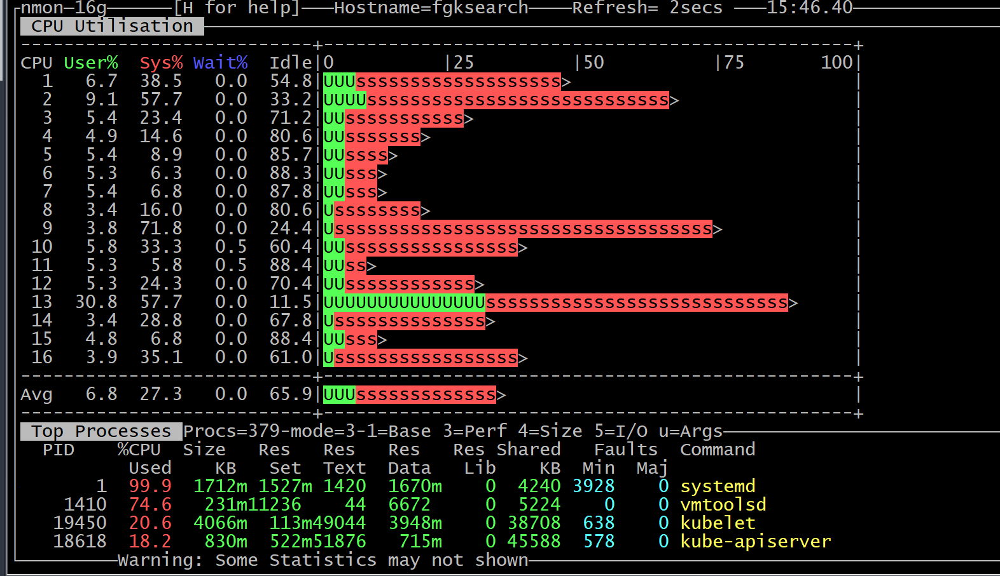 nmon─16g──────[H for help]───Hostname=fgksearch────Refresh= 2secs ───15:46.40
CPU Utilisation
---------------------------+-------------------------------------------------+
CPU User%  Sys% Wait%  Idle|0          |25         |50          |75       100|
1   6.7  38.5   0.0  54.8|UUUsssssssssssssssssss>                          |
2   9.1  57.7   0.0  33.2|UUUUssssssssssssssssssssssssssss>                |
3   5.4  23.4   0.0  71.2|UUsssssssssss>                                   |
4   4.9  14.6   0.0  80.6|UUsssssss>                                       |
5   5.4   8.9   0.0  85.7|UUssss>                                          |
6   5.3   6.3   0.0  88.3|UUsss>                                           |
7   5.4   6.8   0.0  87.8|UUsss>                                           |
8   3.4  16.0   0.0  80.6|Ussssssss>                                       |
9   3.8  71.8   0.0  24.4|Usssssssssssssssssssssssssssssssssss>            |
10   5.8  33.3   0.5  60.4|UUssssssssssssssss>                              |
11   5.3   5.8   0.5  88.4|UUss>                                            |
12   5.3  24.3   0.0  70.4|UUssssssssssss>                                  |
13  30.8  57.7   0.0  11.5|UUUUUUUUUUUUUUUssssssssssssssssssssssssssss>     |
14   3.4  28.8   0.0  67.8|Ussssssssssssss>                                 |
15   4.8   6.8   0.0  88.4|UUsss>                                           |
16   3.9  35.1   0.0  61.0|Usssssssssssssssss>                              |
---------------------------+-------------------------------------------------+
Avg   6.8  27.3   0.0  65.9|UUUsssssssssssss>                                |
---------------------------+-------------------------------------------------+
Top Processes Procs=379-mode=3-1=Base 3=Perf 4=Size 5=I/O u=Args
PID    %CPU  Size   Res   Res   Res   Res Shared   Faults  Command
Used    KB   Set  Text  Data   Lib    KB  Min  Maj
1  99.9  1712m 1527m 1420  1670m    0  4240 3928    0 systemd
1410  74.6   231m11236    44  6672     0  5224    0    0 vmtoolsd
19450  20.6  4066m  113m49044  3948m    0 38708  638    0 kubelet
18618  18.2   830m  522m51876   715m    0 45588  578    0 kube-apiserver
Warning: Some Statistics may not shown